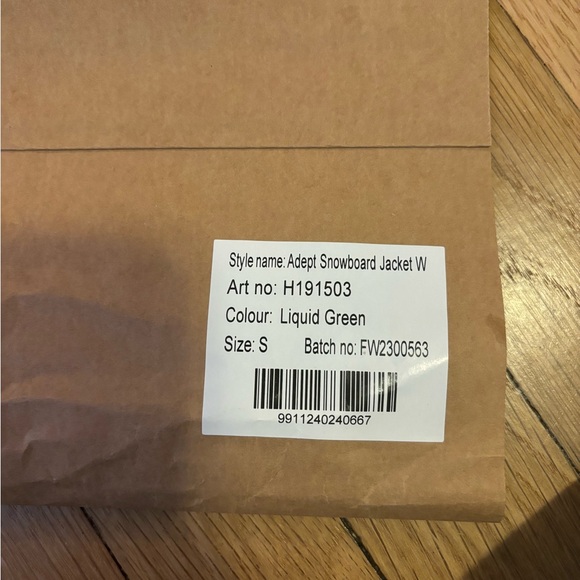 Style name: Adept Snowboard Jacket W
Art no: H191503
Colour: Liquid Green
Size: S Batch no: FW2300563
9911240240667